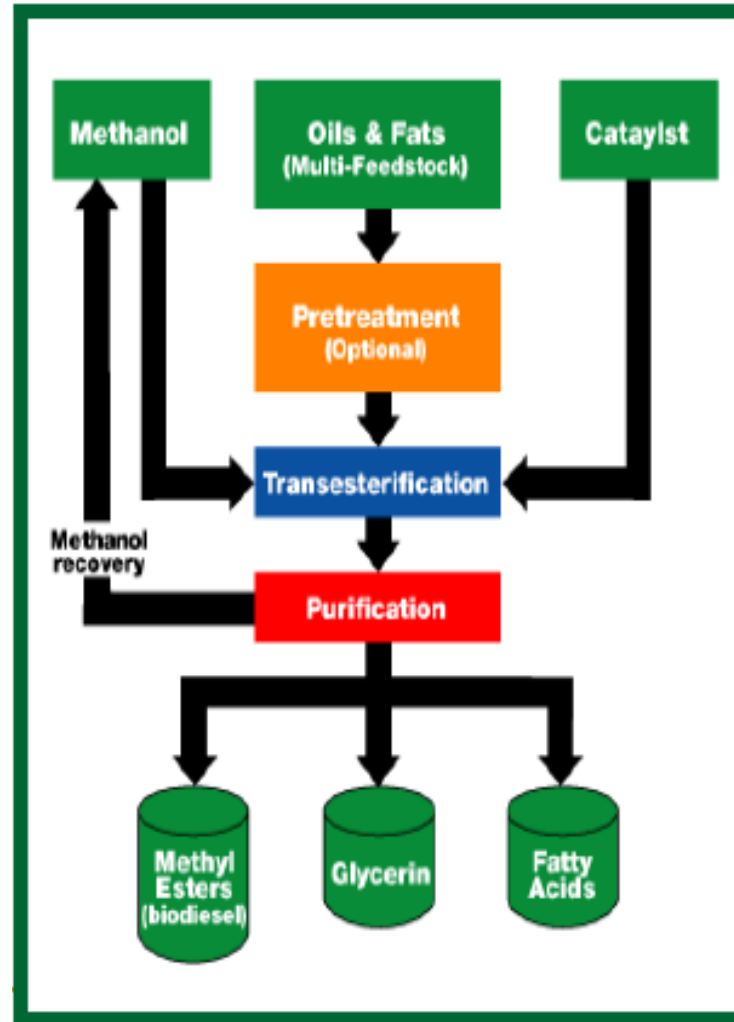 Methanol
Oils & Fats
(Multi-Feedstock)
Cataylst
Pretreatment
(Optional)
Transesterification
Methanol
recovery
Purification
Methyl
Esters
(biodiesel)
Glycerin
Fatty
Acids